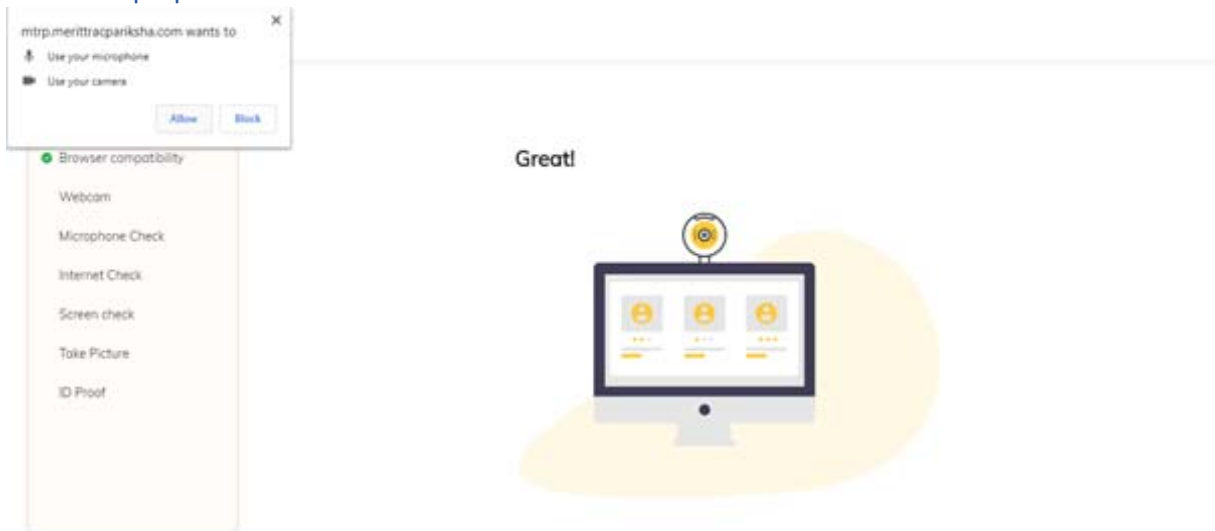 mtrp.merittracpariksha.com wants to
Use your microphone
Use your camera
Allow Block
Browser compatibility
Webcam
Microphone Check
Internet Check
Screen check
Take Picture
ID Proof
Great!